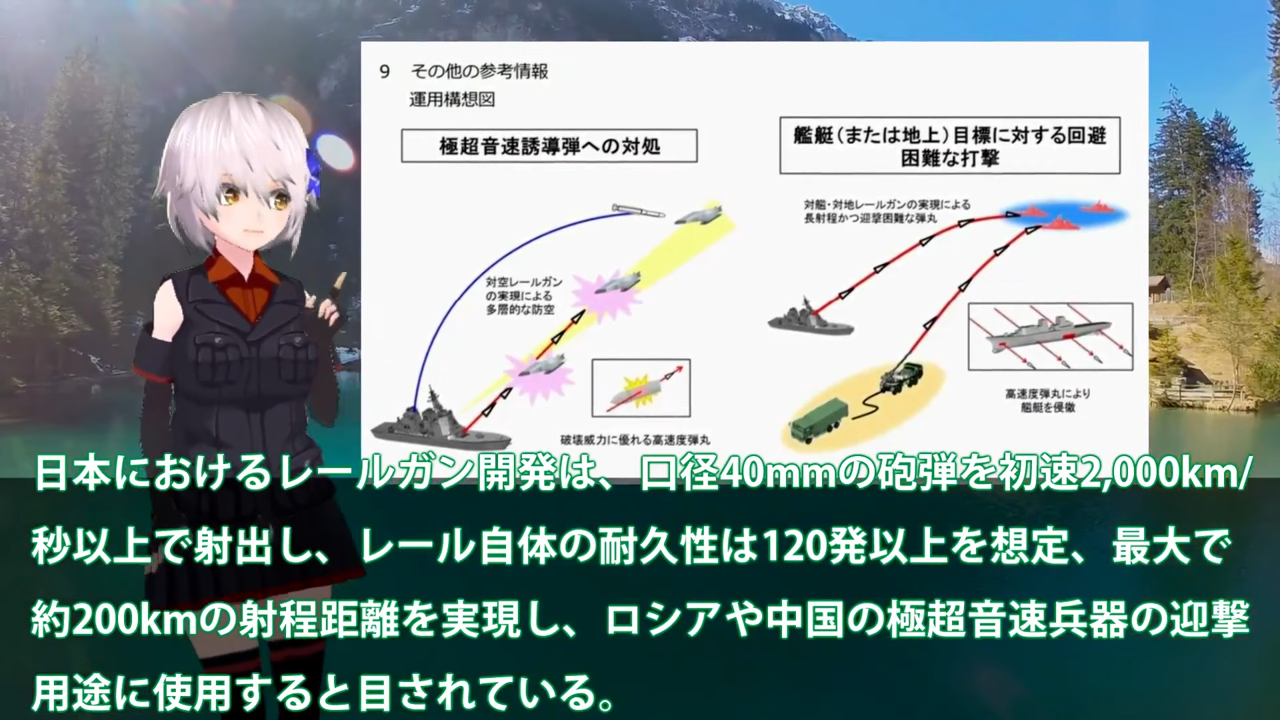 9 その他の参考情報
運用構想図
極超音速誘導弾への対処
対空レールガン
の実現による
多層的な防空
破壊威力に優れる高速度弾丸
艦艇(または地上)目標に対する回避
困難な打撃
対艦・対地レールガンの実現による
長射程かつ迎撃困難な弾丸
高速度弾丸により
艦艇を侵徹
日本におけるレールガン開発は、口径40mmの砲弾を初速2,000km/
秒以上で射出し、レール自体の耐久性は120発以上を想定、最大で
約200kmの射程距離を実現し、ロシアや中国の極超音速兵器の迎撃
用途に使用すると目されている。